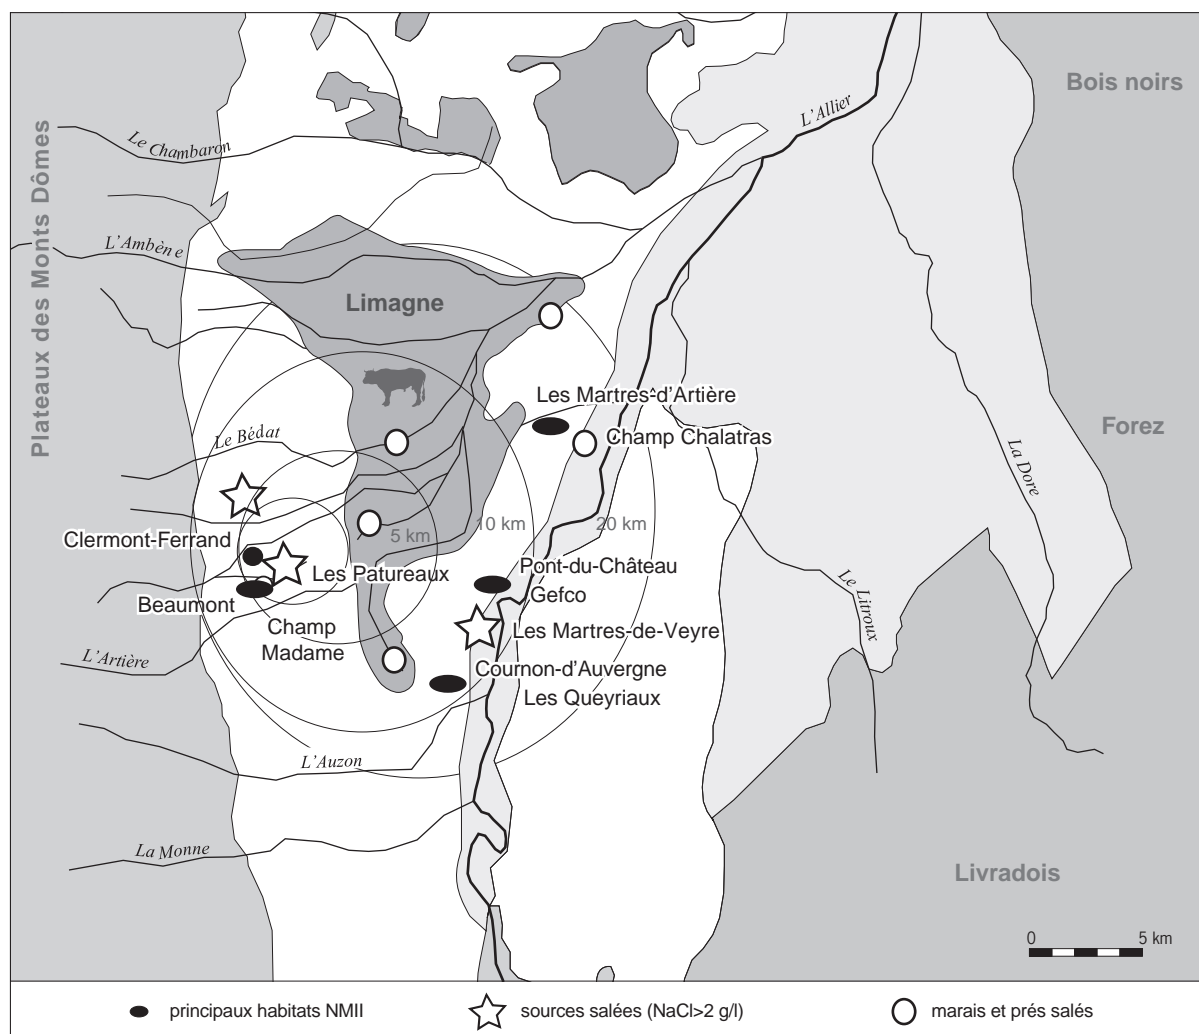 Bois noirs
L'Allier
Plateaux des Monts Dômes
Le Chambaron
L'Ambène
Limagne
Les Martres-d'Artière
Champ Chalatras
Forez
Le Bédat
La Dore
5 km
10 km
20 km
Clermont-Ferrand
Les Patureaux
Pont-du-Château
Gefco
Beaumont
Le Litroux
Champ
Madame
Les Martres-de-Veyre
L'Artière
Cournon-d'Auvergne
Les Queyriaux
L'Auzon
La Monne
Livradois
0 5 km
principaux habitats NMII
sources salées (NaCl>2 g/l)
marais et prés salés